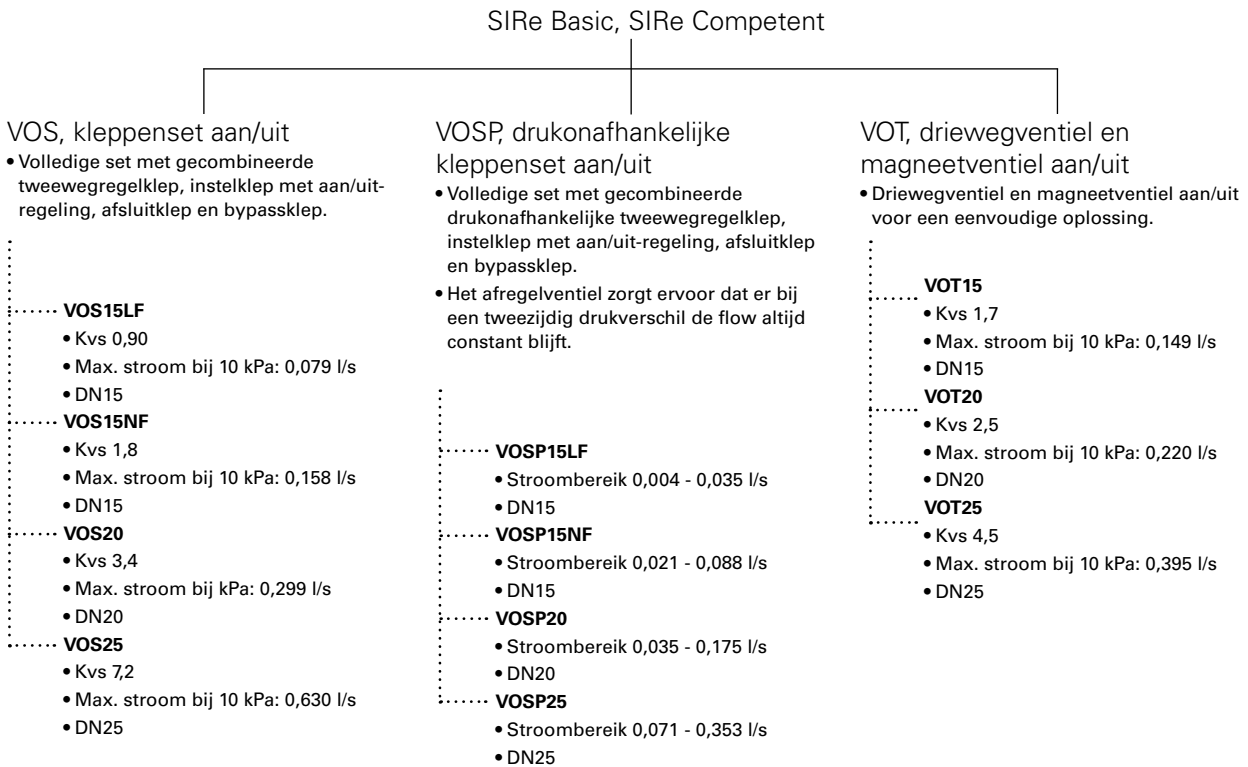 SIRe Basic, SIRe Competent
VOS, kleppenset aan/uit
• Volledige set met gecombineerde
tweewegregelklep, instelklep met aan/uit-
regeling, afsluitklep en bypassklep.
VOS15LF
• Kvs 0,90
• Max. stroom bij 10 kPa: 0,079 l/s
• DN15
VOS15NF
• Kvs 1,8
• Max. stroom bij 10 kPa: 0,158 l/s
• DN15
VOS20
• Kvs 3,4
• Max. stroom bij kPa: 0,299 l/s
• DN20
VOS25
• Kvs 7,2
• Max. stroom bij 10 kPa: 0,630 l/s
• DN25
VOSP, drukonafhankelijke
kleppenset aan/uit
• Volledige set met gecombineerde
drukonafhankelijke tweewegregelklep,
instelklep met aan/uit-regeling, afsluitklep
en bypassklep.
• Het afregelventiel zorgt ervoor dat er bij
een tweezijdig drukverschil de flow altijd
constant blijft.
VOSP15LF
• Stroombereik 0,004 - 0,035 l/s
• DN15
VOSP15NF
• Stroombereik 0,021 - 0,088 l/s
• DN15
VOSP20
• Stroombereik 0,035 - 0,175 l/s
• DN20
VOSP25
• Stroombereik 0,071 - 0,353 l/s
• DN25
VOT, driewegventiel en
magneetventiel aan/uit
• Driewegventiel en magneetventiel aan/uit
voor een eenvoudige oplossing.
VOT15
• Kvs 1,7
• Max. stroom bij 10 kPa: 0,149 l/s
• DN15
VOT20
• Kvs 2,5
• Max. stroom bij 10 kPa: 0,220 l/s
• DN20
VOT25
• Kvs 4,5
• Max. stroom bij 10 kPa: 0,395 l/s
• DN25